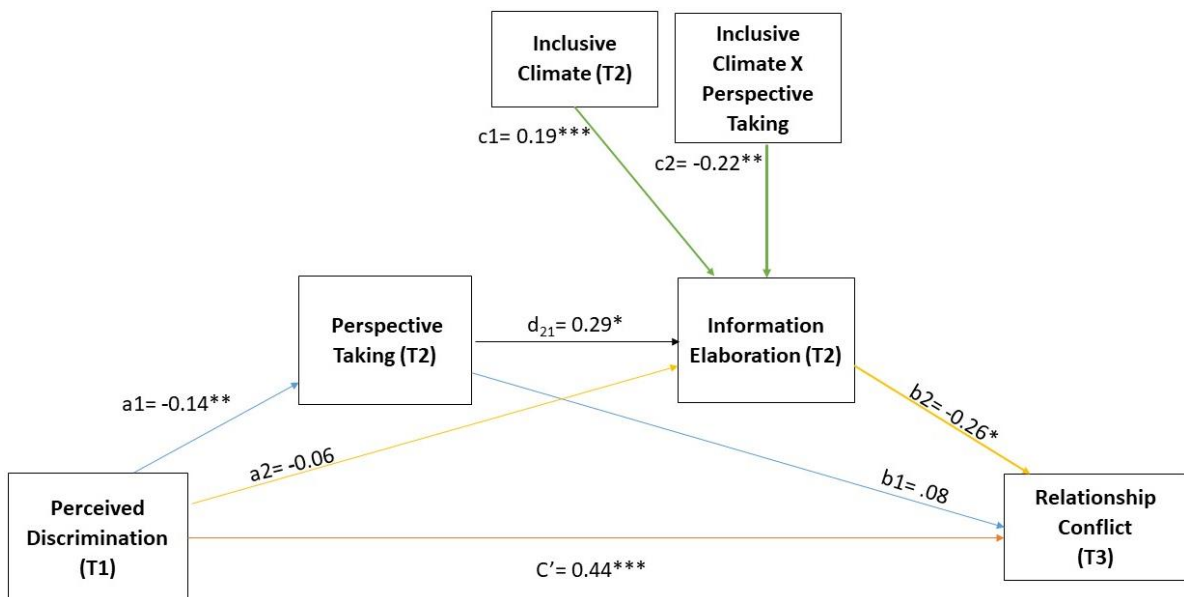 Inclusive
Climate (T2)
Inclusive
Climate X
Perspective
Taking
c1= 0.19***
c2= -0.22**
Perspective
Taking (T2)
d21= 0.29*
Information
Elaboration (T2)
a1= -0.14**
a2= -0.06
b2= -0.26*
b1= .08
Perceived
Discrimination
(T1)
Relationship
Conflict
(T3)
C’= 0.44***